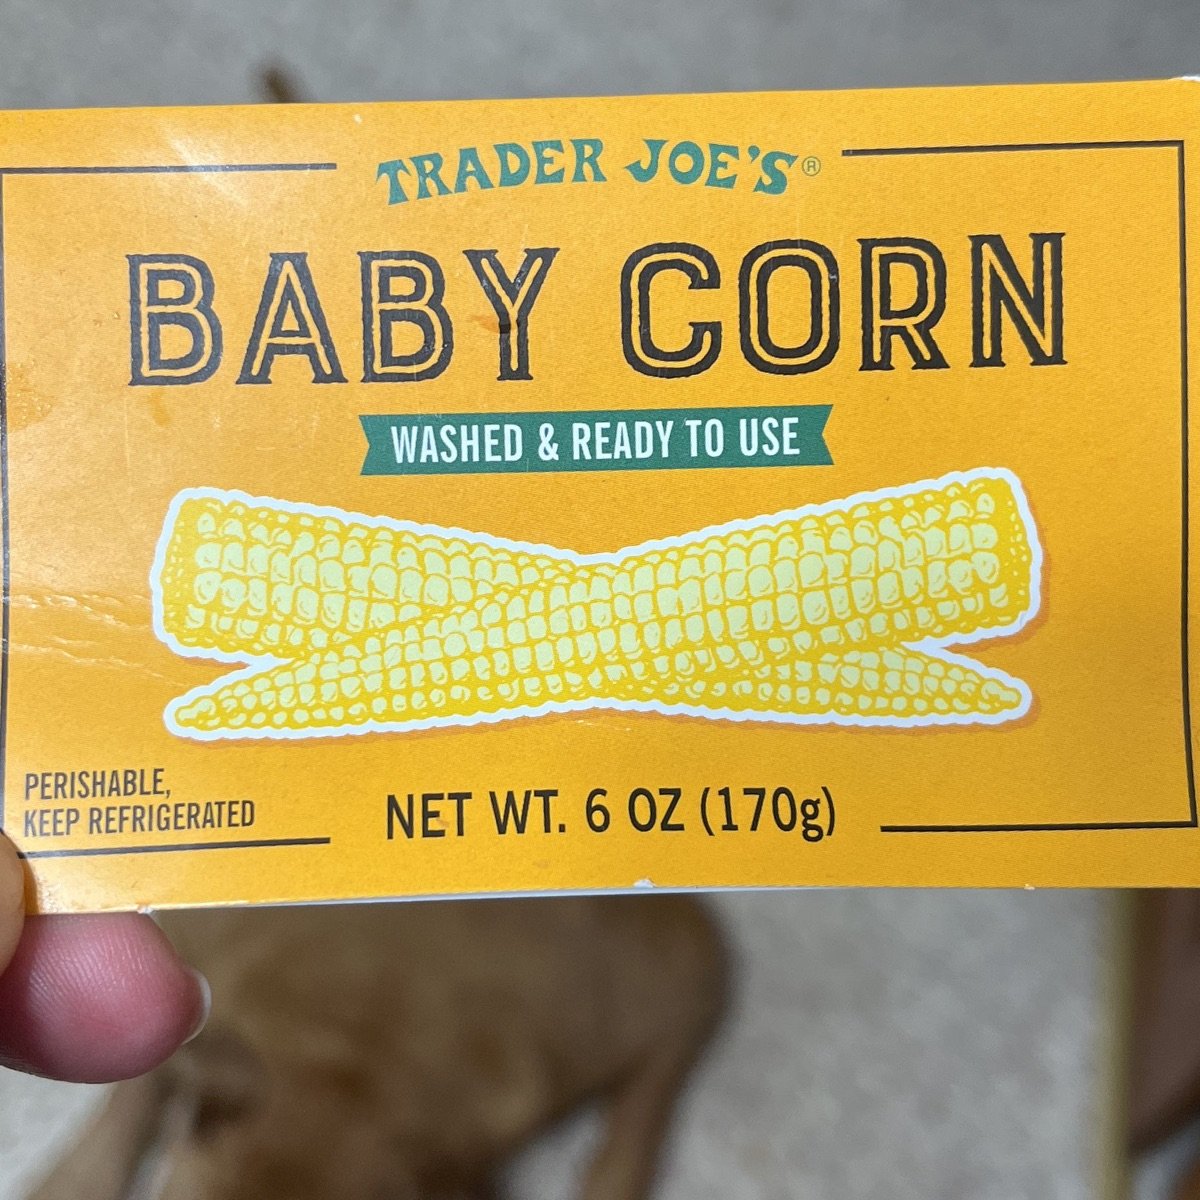 TRADER JOE'S®
BABY CORN
WASHED & READY TO USE
PERISHABLE,
KEEP REFRIGERATED
NET WT. 6 OZ (170g)